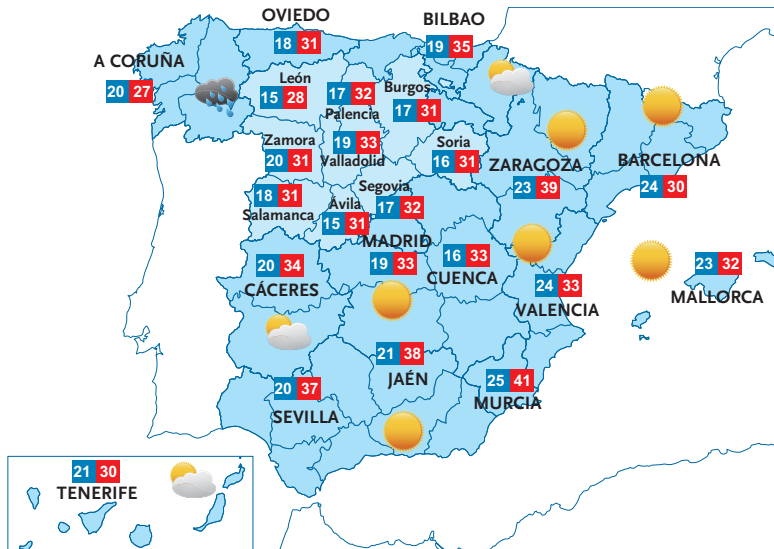 OVIEDO
18 31
BILBAO
19 35
A CORUÑA
20 27
León
15 28
17 32
Palencia
Burgos
17 31
Zamora
20 31
19 33
Valladolid
Soria
16 31
ZARAGOZA
23 39
BARCELONA
24 30
18 31
Salamanca
Ávila
15 31
Segovia
17 32
MADRID
19 33
16 33
CUENCA
20 34
CÁCERES
24 33
VALENCIA
23 32
MALLORCA
21 38
JAÉN
25 41
MURCIA
20 37
SEVILLA
21 30
TENERIFE